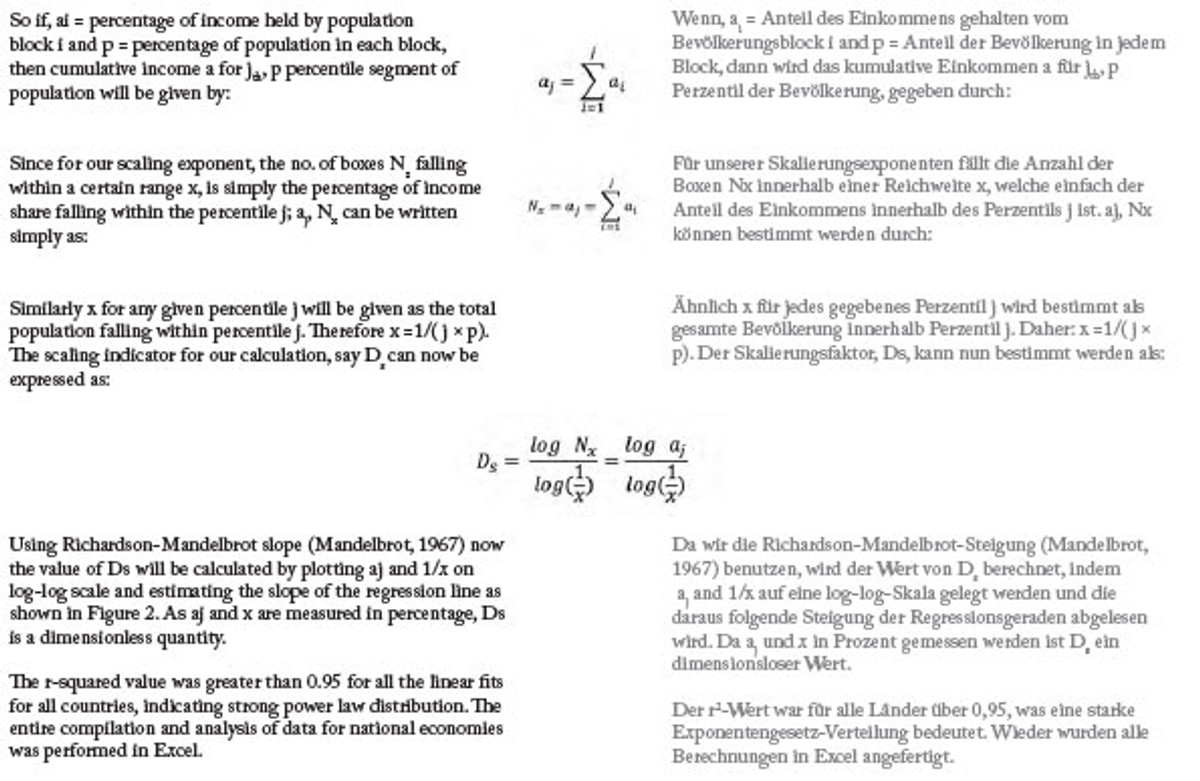 So if, ai = percentage of income held by population
block i and p = percentage of population in each block,
then cumulative income a for j_th, p percentile segment of
population will be given by:
a_j = \sum_{i=1}^{j} a_i
Wenn, a_i = Anteil des Einkommens gehalten vom
Bevölkerungsblock i and p = Anteil der Bevölkerung in jedem
Block, dann wird das kumulative Einkommen a für j_th, p
Perzentil der Bevölkerung, gegeben durch:
Since for our scaling exponent, the no. of boxes N_x falling
within a certain range x, is simply the percentage of income
share falling within the percentile j; a_j, N_x can be written
simply as:
N_x = a_j = \sum_{i=1}^{j} a_i
Für unserer Skalierungsexponenten fällt die Anzahl der
Boxen Nx innerhalb einer Reichweite x, welche einfach der
Anteil des Einkommens innerhalb des Perzentils j ist. aj, Nx
können bestimmt werden durch:
Similarly x for any given percentile j will be given as the total
population falling within percentile j. Therefore x =1/( j × p).
The scaling indicator for our calculation, say D_s can now be
expressed as:
Ähnlich x für jedes gegebenes Perzentil j wird bestimmt als
gesamte Bevölkerung innerhalb Perzentil j. Daher: x =1/( j ×
p). Der Skalierungsfaktor, Ds, kann nun bestimmt werden als:
D_s = \frac{log N_x}{log(\frac{1}{x})} = \frac{log a_j}{log(\frac{1}{x})}
Using Richardson-Mandelbrot slope (Mandelbrot, 1967) now
the value of Ds will be calculated by plotting aj and 1/x on
log-log scale and estimating the slope of the regression line as
shown in Figure 2. As aj and x are measured in percentage, Ds
is a dimensionless quantity.
The r-squared value was greater than 0.95 for all the linear fits
for all countries, indicating strong power law distribution. The
entire compilation and analysis of data for national economies
was performed in Excel.
Da wir die Richardson-Mandelbrot-Steigung (Mandelbrot,
1967) benutzen, wird der Wert von D_s berechnet, indem
a_j and 1/x auf eine log-log-Skala gelegt werden und die
daraus folgende Steigung der Regressionsgeraden abgelesen
wird. Da a_j und x in Prozent gemessen werden ist D_s ein
dimensionsloser Wert.
Der r²-Wert war für alle Länder über 0,95, was eine starke
Exponentengesetz-Verteilung bedeutet. Wieder wurden alle
Berechnungen in Excel angefertigt.